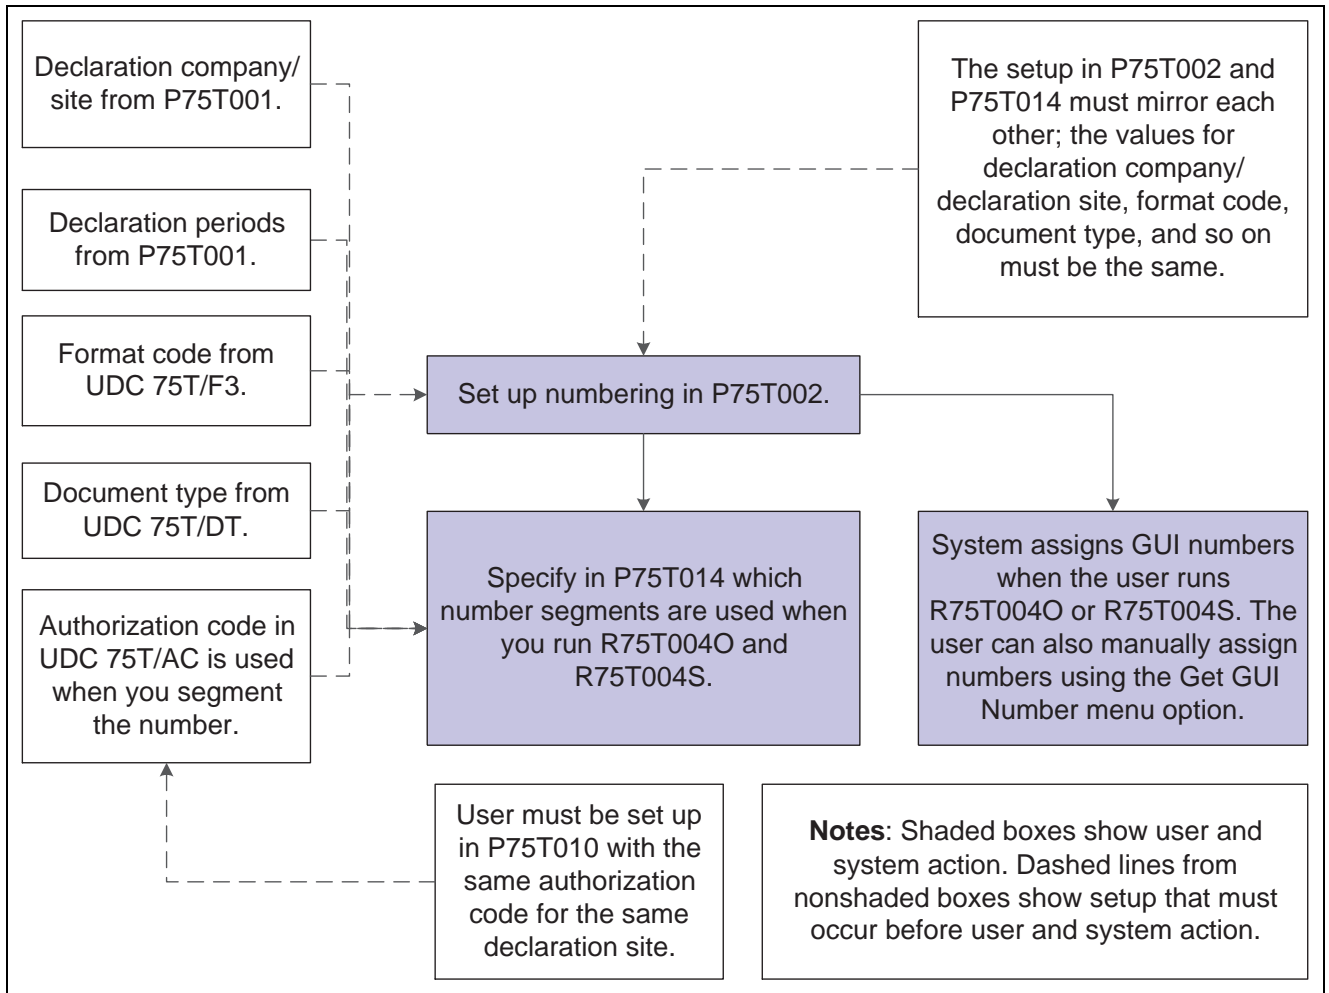 Declaration company/
site from P75T001.
Declaration periods
from P75T001.
Format code from
UDC 75T/F3.
Document type from
UDC 75T/DT.
Authorization code in
UDC 75T/AC is used
when you segment
the number.
The setup in P75T002 and
P75T014 must mirror each
other; the values for
declaration company/
declaration site, format code,
document type, and so on
must be the same.
Set up numbering in P75T002.
Specify in P75T014 which
number segments are used when
you run R75T004O and
R75T004S.
System assigns GUI numbers
when the user runs
R75T004O or R75T004S. The
user can also manually assign
numbers using the Get GUI
Number menu option.
User must be set up
in P75T010 with the
same authorization
code for the same
declaration site.
Notes: Shaded boxes show user and
system action. Dashed lines from
nonshaded boxes show setup that must
occur before user and system action.